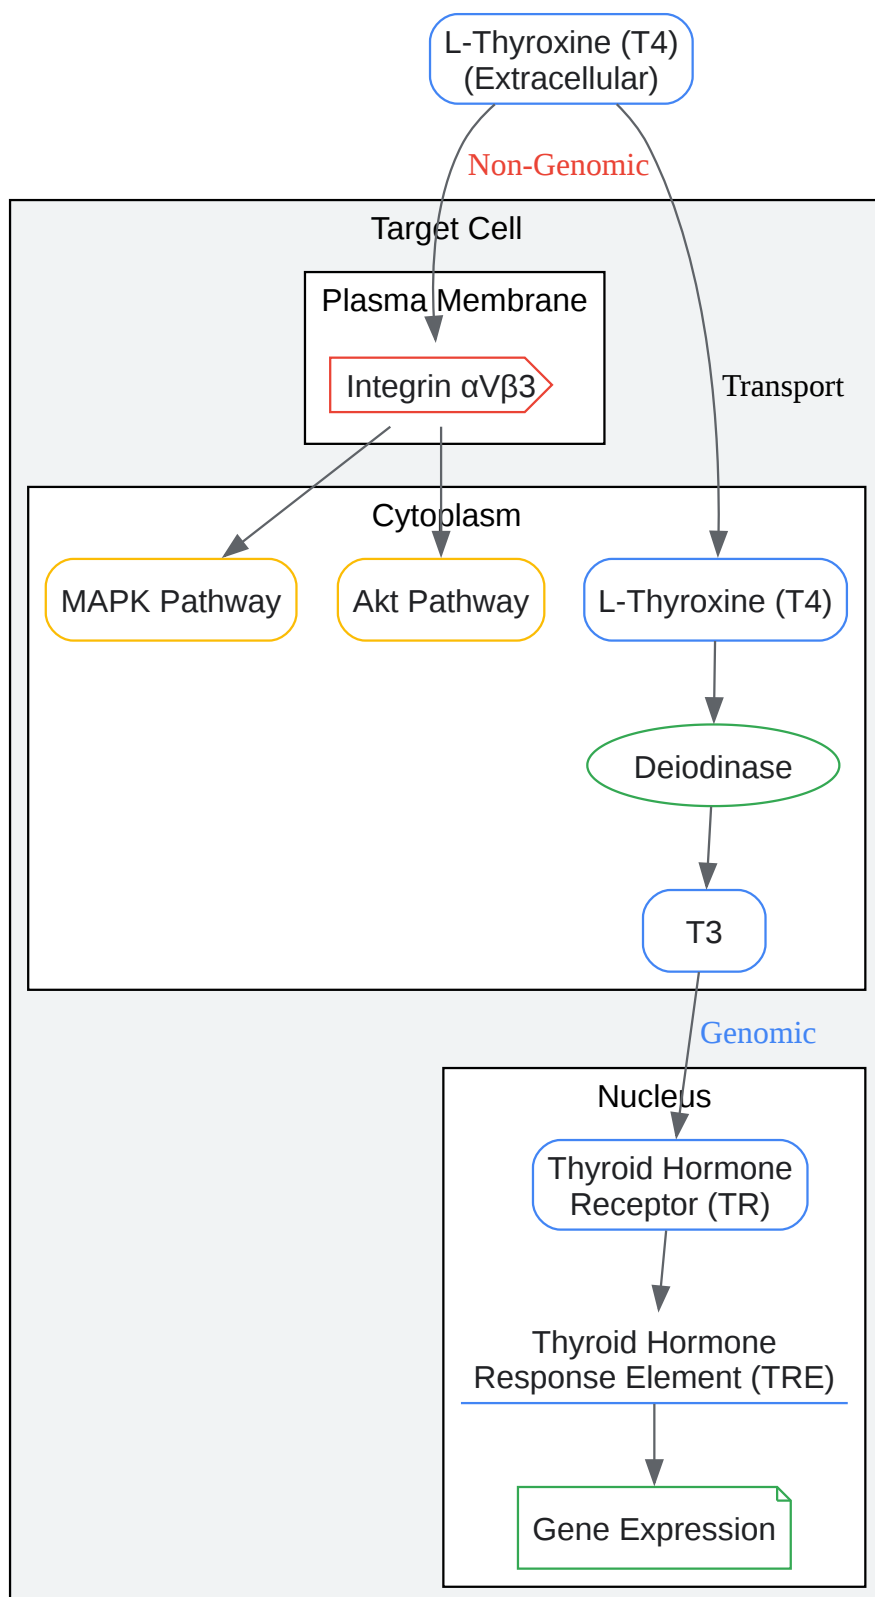 L-Thyroxine (T4)
(Extracellular)
Non-Genomic
Target Cell
Plasma Membrane
Integrin αVβ3
Transport
Cytoplasm
MAPK Pathway
Akt Pathway
L-Thyroxine (T4)
Deiodinase
T3
Genomic
Nucleus
Thyroid Hormone
Receptor (TR)
Thyroid Hormone
Response Element (TRE)
Gene Expression